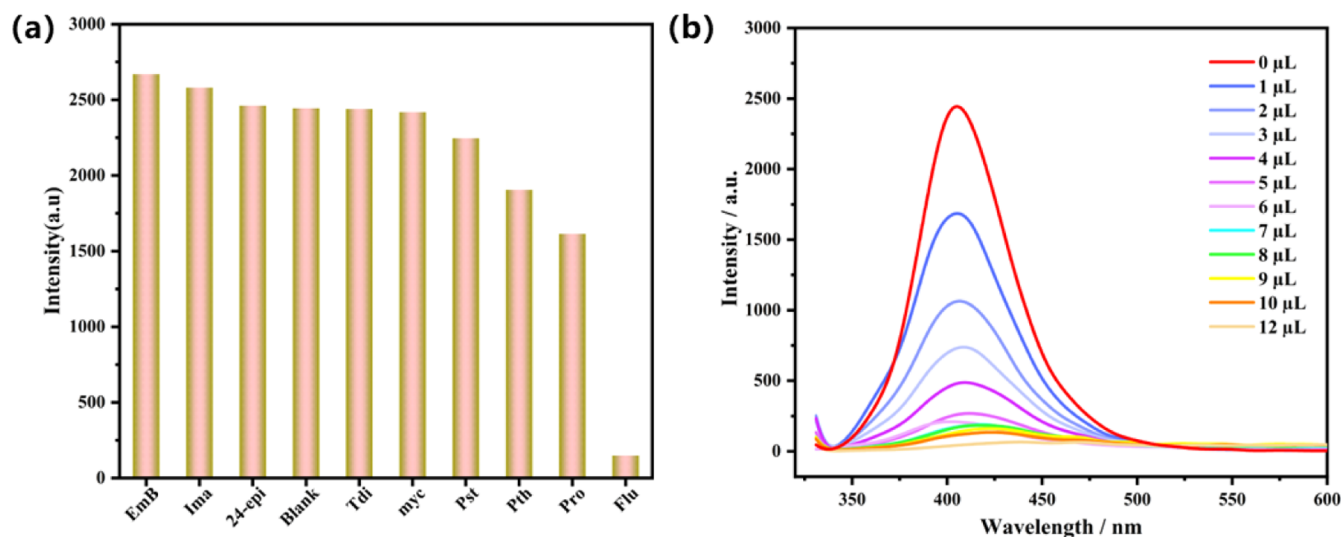 (a)
3000
2500
2000
1500
1000
500
0
Intensity(a.u)
EmB
Ima
24-epi
Blank
Tdi
myc
Pst
Pth
Pro
Flu
(b)
3000
2500
2000
1500
1000
500
0
Intensity / a.u.
350
400
450
500
550
600
Wavelength / nm
0 µL
1 µL
2 µL
3 µL
4 µL
5 µL
6 µL
7 µL
8 µL
9 µL
10 µL
12 µL